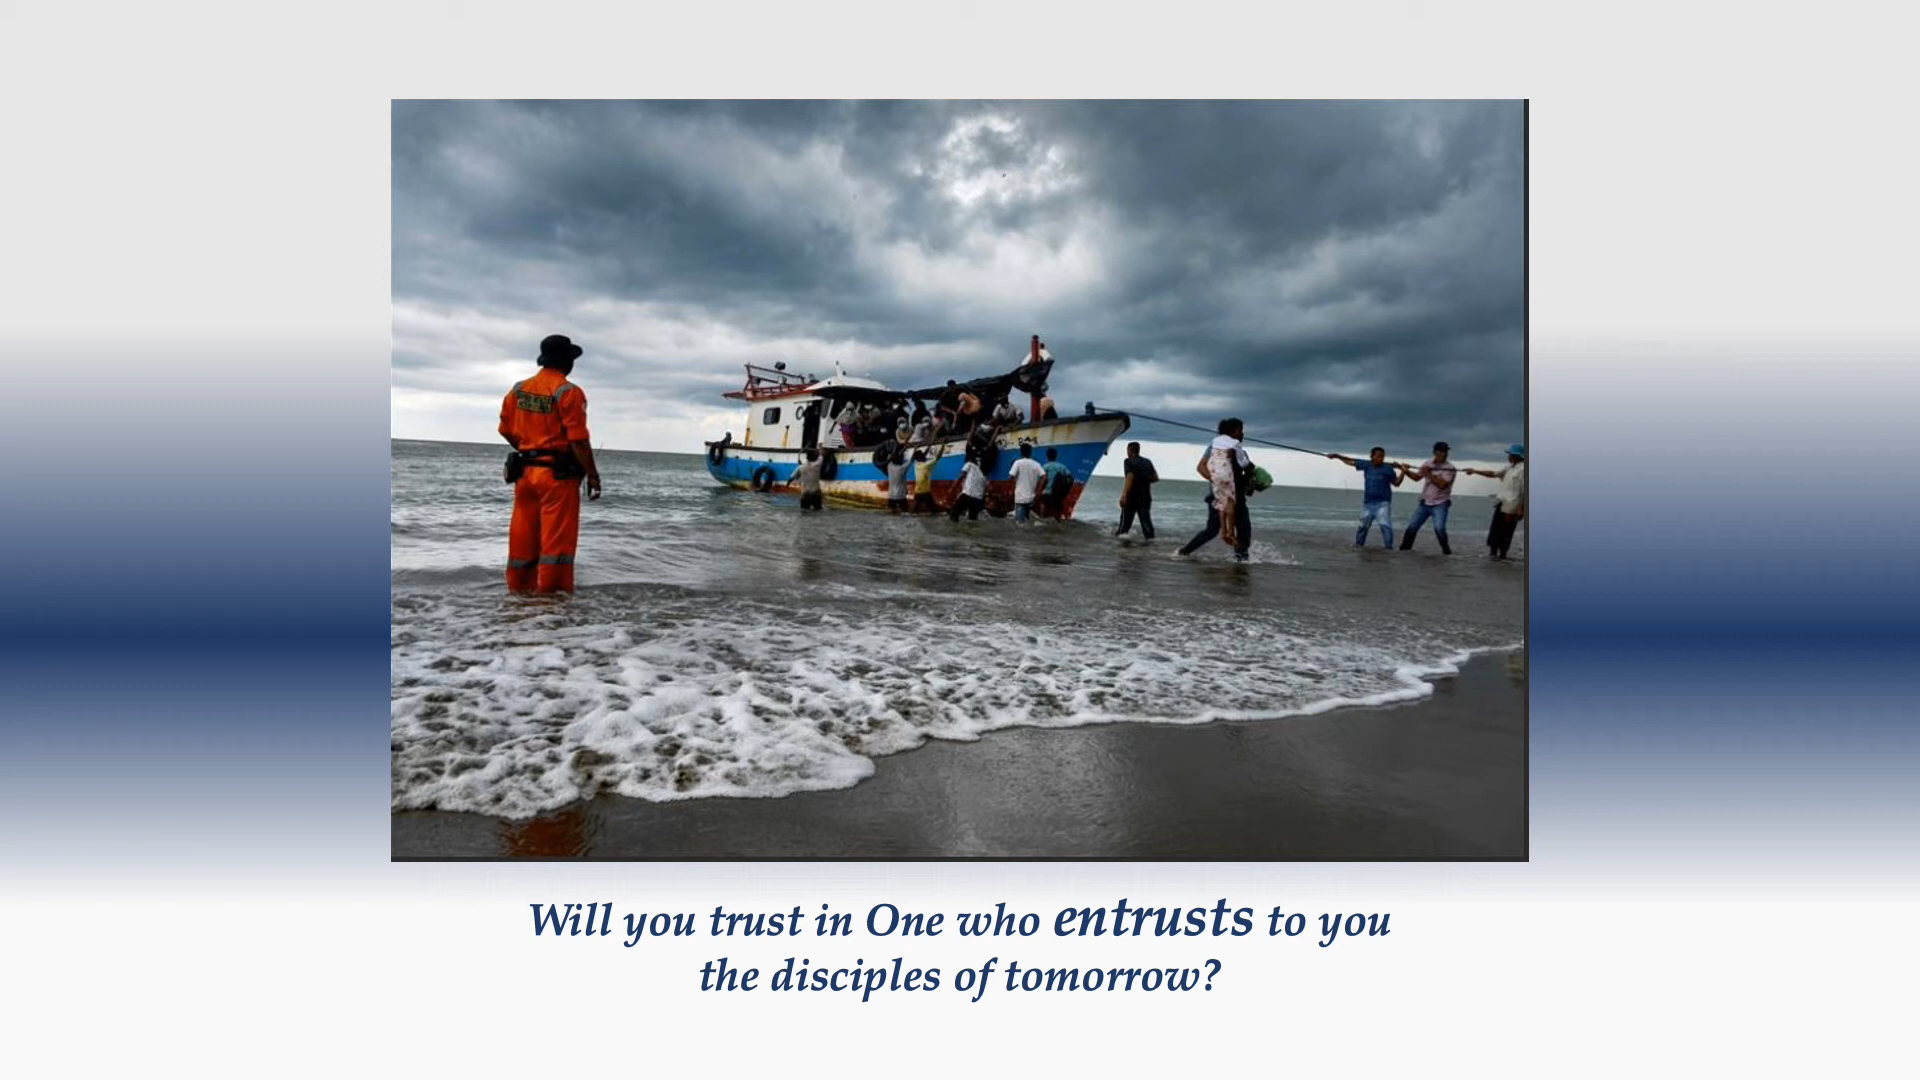 Will you trust in One who entrusts to you
the disciples of tomorrow?